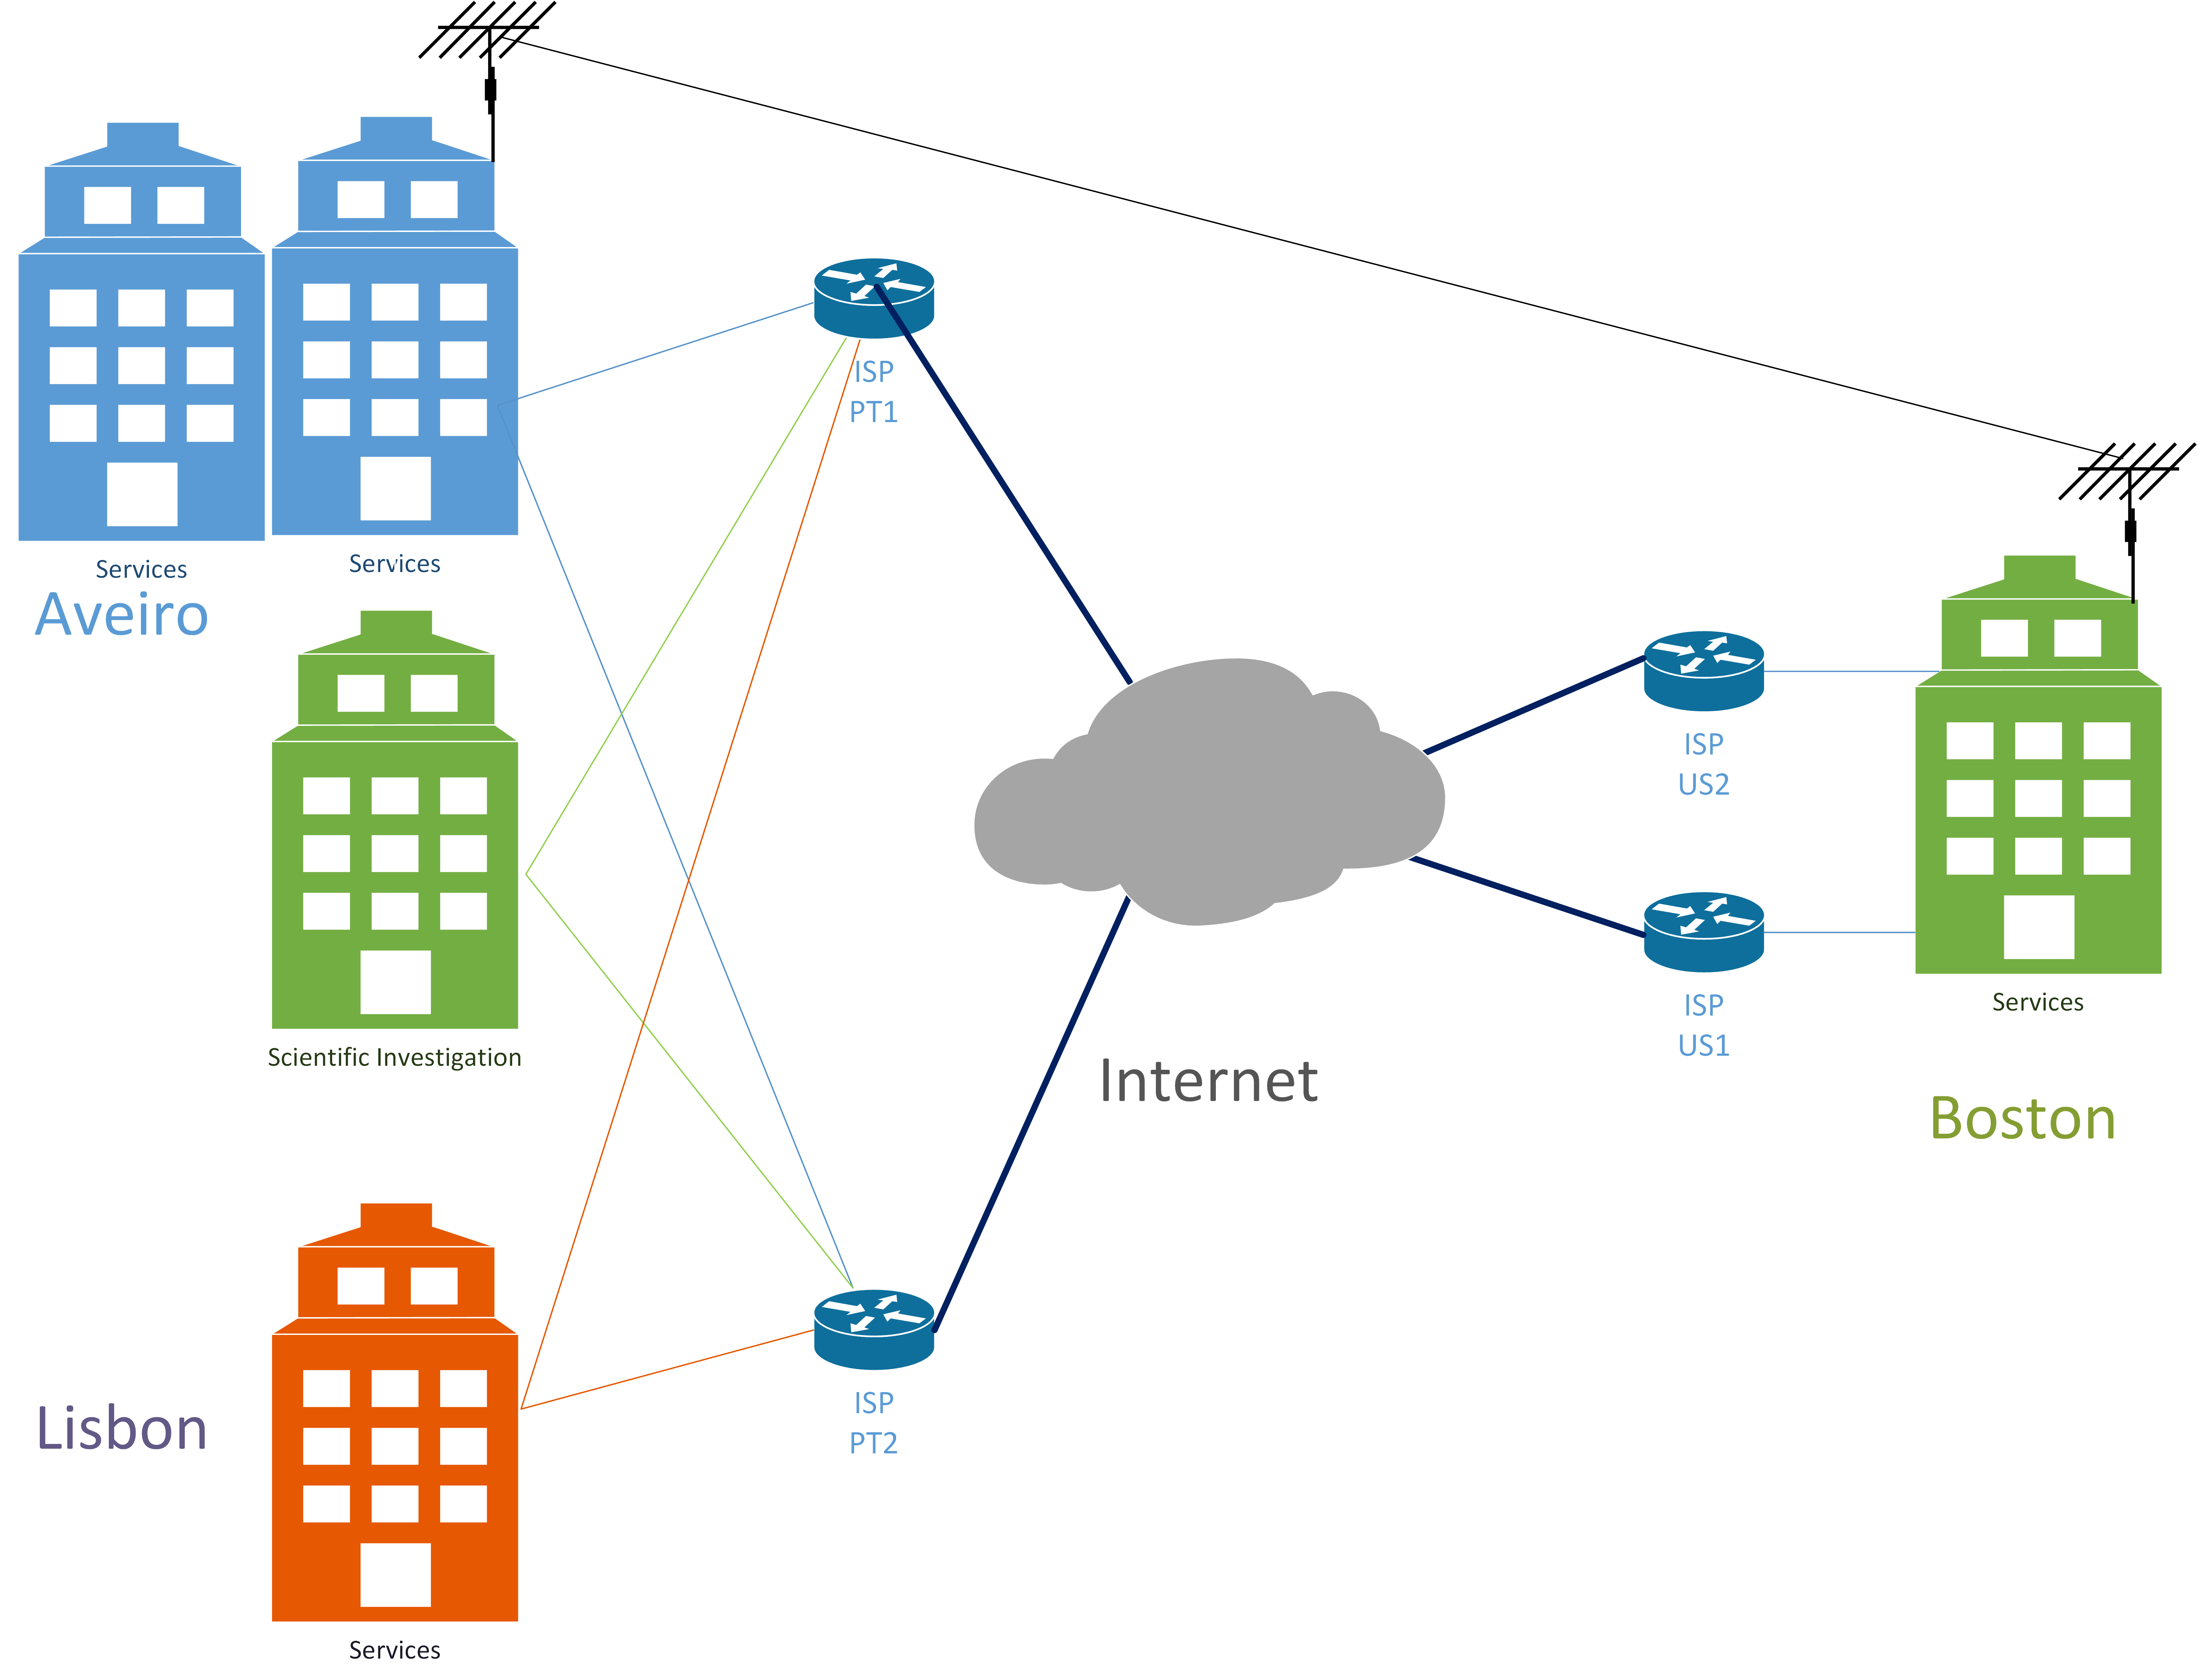 ISP
PT1
Services
Services
Aveiro
ISP
US2
Services
ISP
US1
Scientific Investigation
Internet
Boston
ISP
PT2
Lisbon
Services